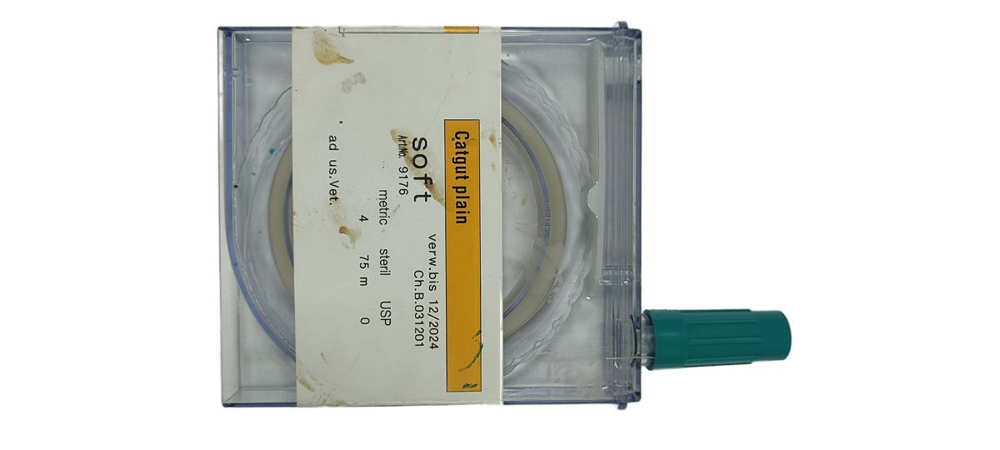 Catgut plain
soft
verw.bis 12/2024
Art.No. 9176
Ch.B.031201
metric steril USP
4 75 m 0
ad us.Vet.